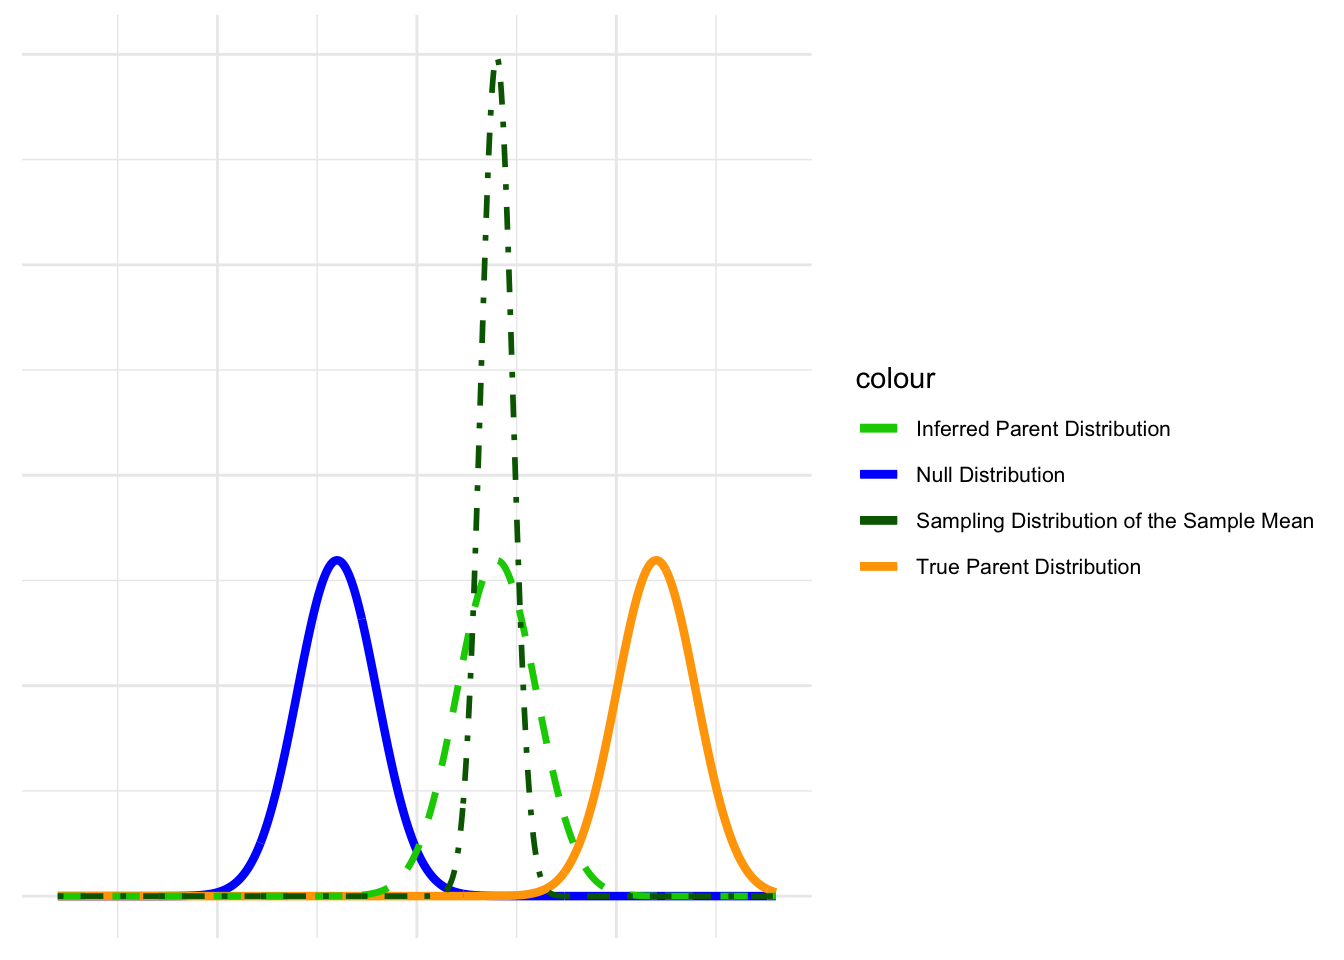 colour
Inferred Parent Distribution
Null Distribution
Sampling Distribution of the Sample Mean
True Parent Distribution